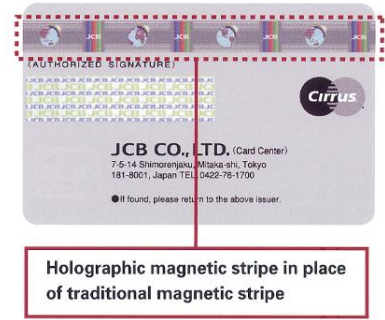 JCB JCB JCB
(AUTHORIZED SIGNATURE)
Cirrus
JCB CO., LTD. (Card Center)
7-5-14 Shimorenjaku, Mitaka-shi, Tokyo
181-8001, Japan TEL.0422-76-1700
●If found, please return to the above issuer.
Holographic magnetic stripe in place
of traditional magnetic stripe